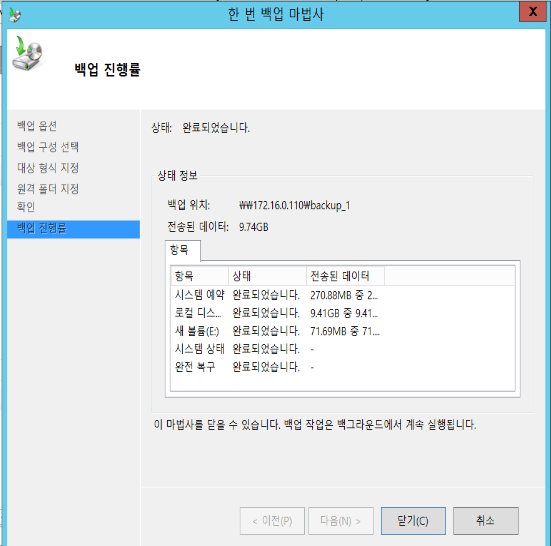 한 번 백업 마법사
X
백업 진행률
백업 옵션
백업 구성 선택
대상 형식 지정
원격 폴더 지정
확인
백업 진행률
상태: 완료되었습니다.
상태 정보
백업 위치: ₩₩172.16.0.110₩backup_1
전송된 데이터: 9.74GB
항목
항목 상태 전송된 데이터
시스템 예약 완료되었습니다. 270.88MB 중 2...
로컬 디스... 완료되었습니다. 9.41GB 중 9.41...
새 볼륨(E:) 완료되었습니다. 71.69MB 중 71...
시스템 상태 완료되었습니다. -
완전 복구 완료되었습니다. -
이 마법사를 닫을 수 있습니다. 백업 작업은 백그라운드에서 계속 실행됩니다.
< 이전(P) 다음(N) > 닫기(C) 취소